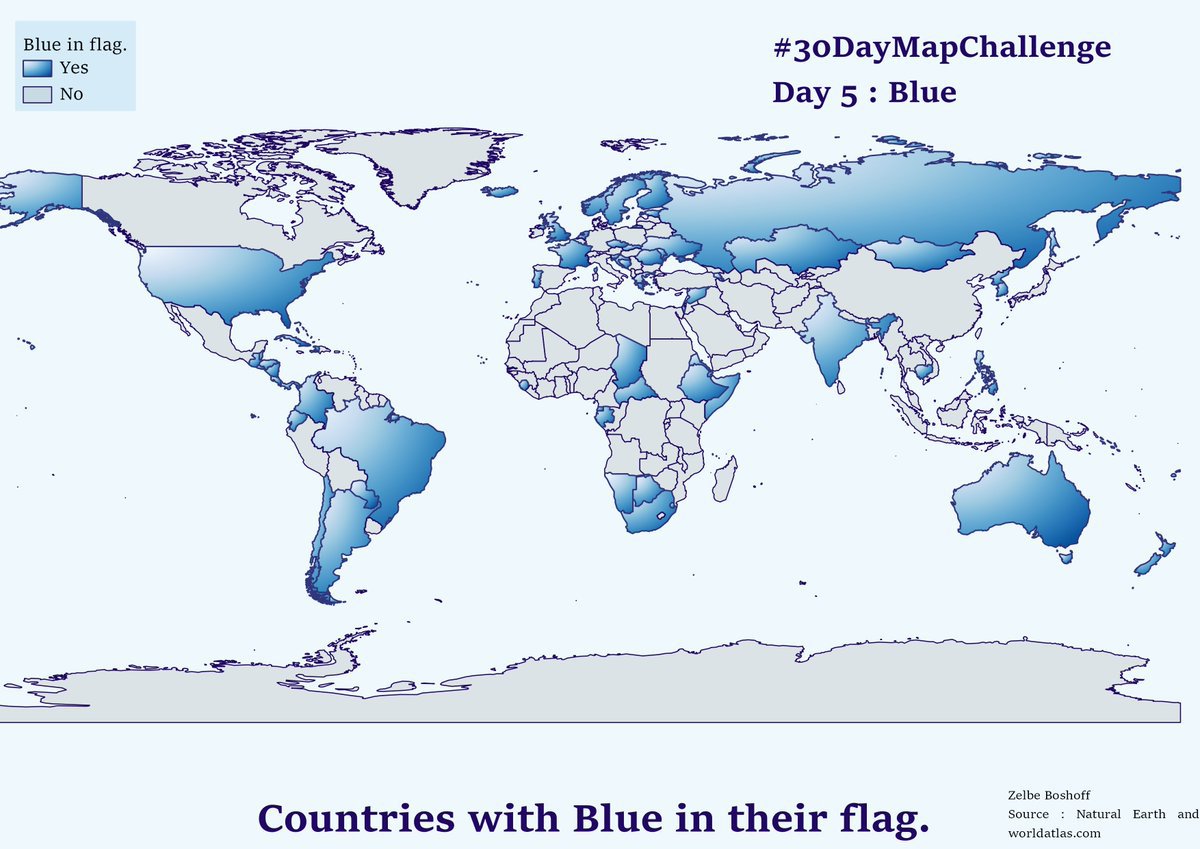 Blue in flag.
Yes
No
#30DayMapChallenge
Day 5 : Blue
Countries with Blue in their flag.
Zelbe Boshoff
Source : Natural Earth and
worldatlas.com